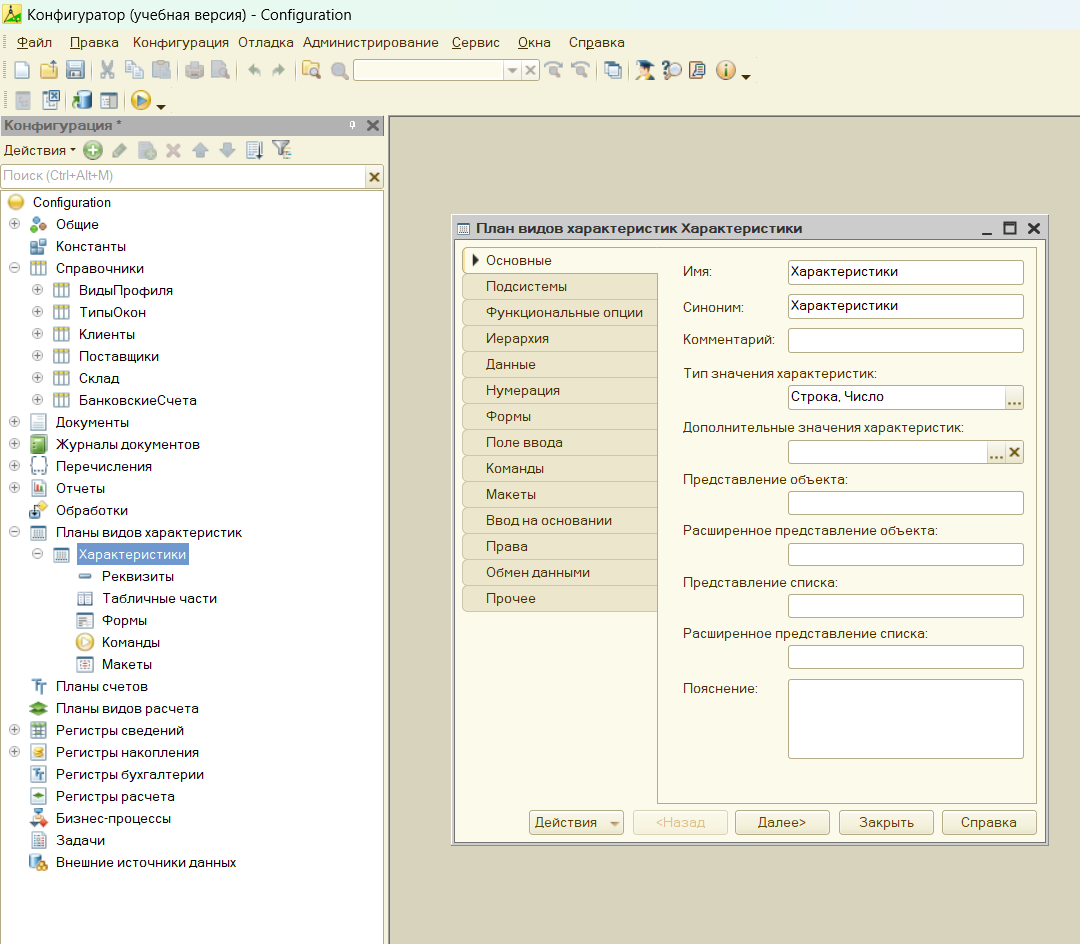 Конфигуратор (учебная версия) - Configuration
Файл Правка Конфигурация Отладка Администрирование Сервис Окна Справка
Конфигурация *
Действия
Поиск (Ctrl+Alt+M)
Configuration
Общие
Константы
Справочники
ВидыПрофиля
ТипыОкон
Клиенты
Поставщики
Склад
БанковскиеСчета
Документы
Журналы документов
Перечисления
Отчеты
Обработки
Планы видов характеристик
Характеристики
Реквизиты
Табличные части
Формы
Команды
Макеты
Планы счетов
Планы видов расчета
Регистры сведений
Регистры накопления
Регистры бухгалтерии
Регистры расчета
Бизнес-процессы
Задачи
Внешние источники данных
План видов характеристик Характеристики
Основные
Подсистемы
Функциональные опции
Иерархия
Данные
Нумерация
Формы
Поле ввода
Команды
Макеты
Ввод на основании
Права
Обмен данными
Прочее
Имя: Характеристики
Синоним: Характеристики
Комментарий:
Тип значения характеристик:
Строка, Число ...
Дополнительные значения характеристик:
...
Представление объекта:
Расширенное представление объекта:
Представление списка:
Расширенное представление списка:
Пояснение:
Действия <Назад Далее> Закрыть Справка